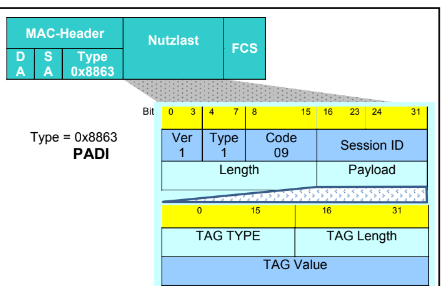 MAC-Header
Nutzlast
FCS
D A
S A
Type 0x8863
Bit 0 3 4 7 8 15 16 23 24 31
Type = 0x8863
PADI
Ver 1
Type 1
Code 09
Session ID
Length
Payload
0 15 16 31
TAG TYPE
TAG Length
TAG Value